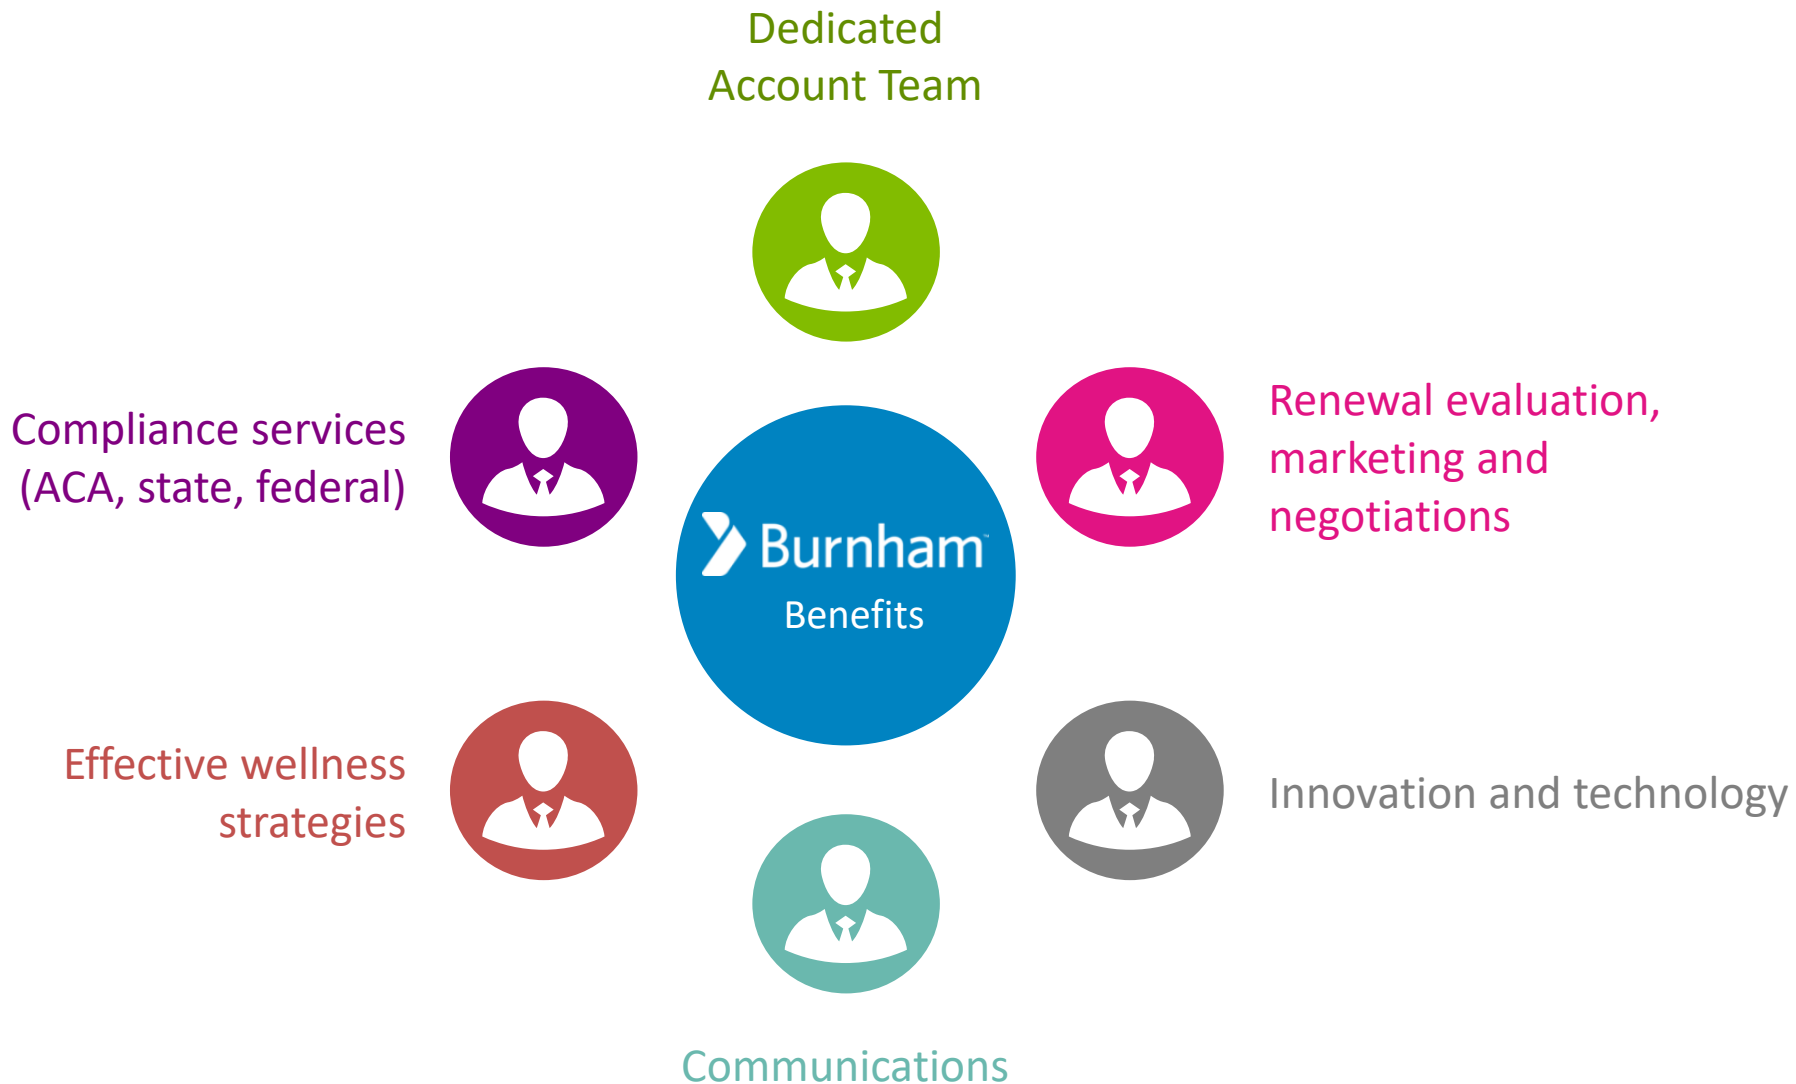 Dedicated
Account Team
Compliance services
(ACA, state, federal)
Renewal evaluation,
marketing and
negotiations
Burnham™
Benefits
Effective wellness
strategies
Innovation and technology
Communications